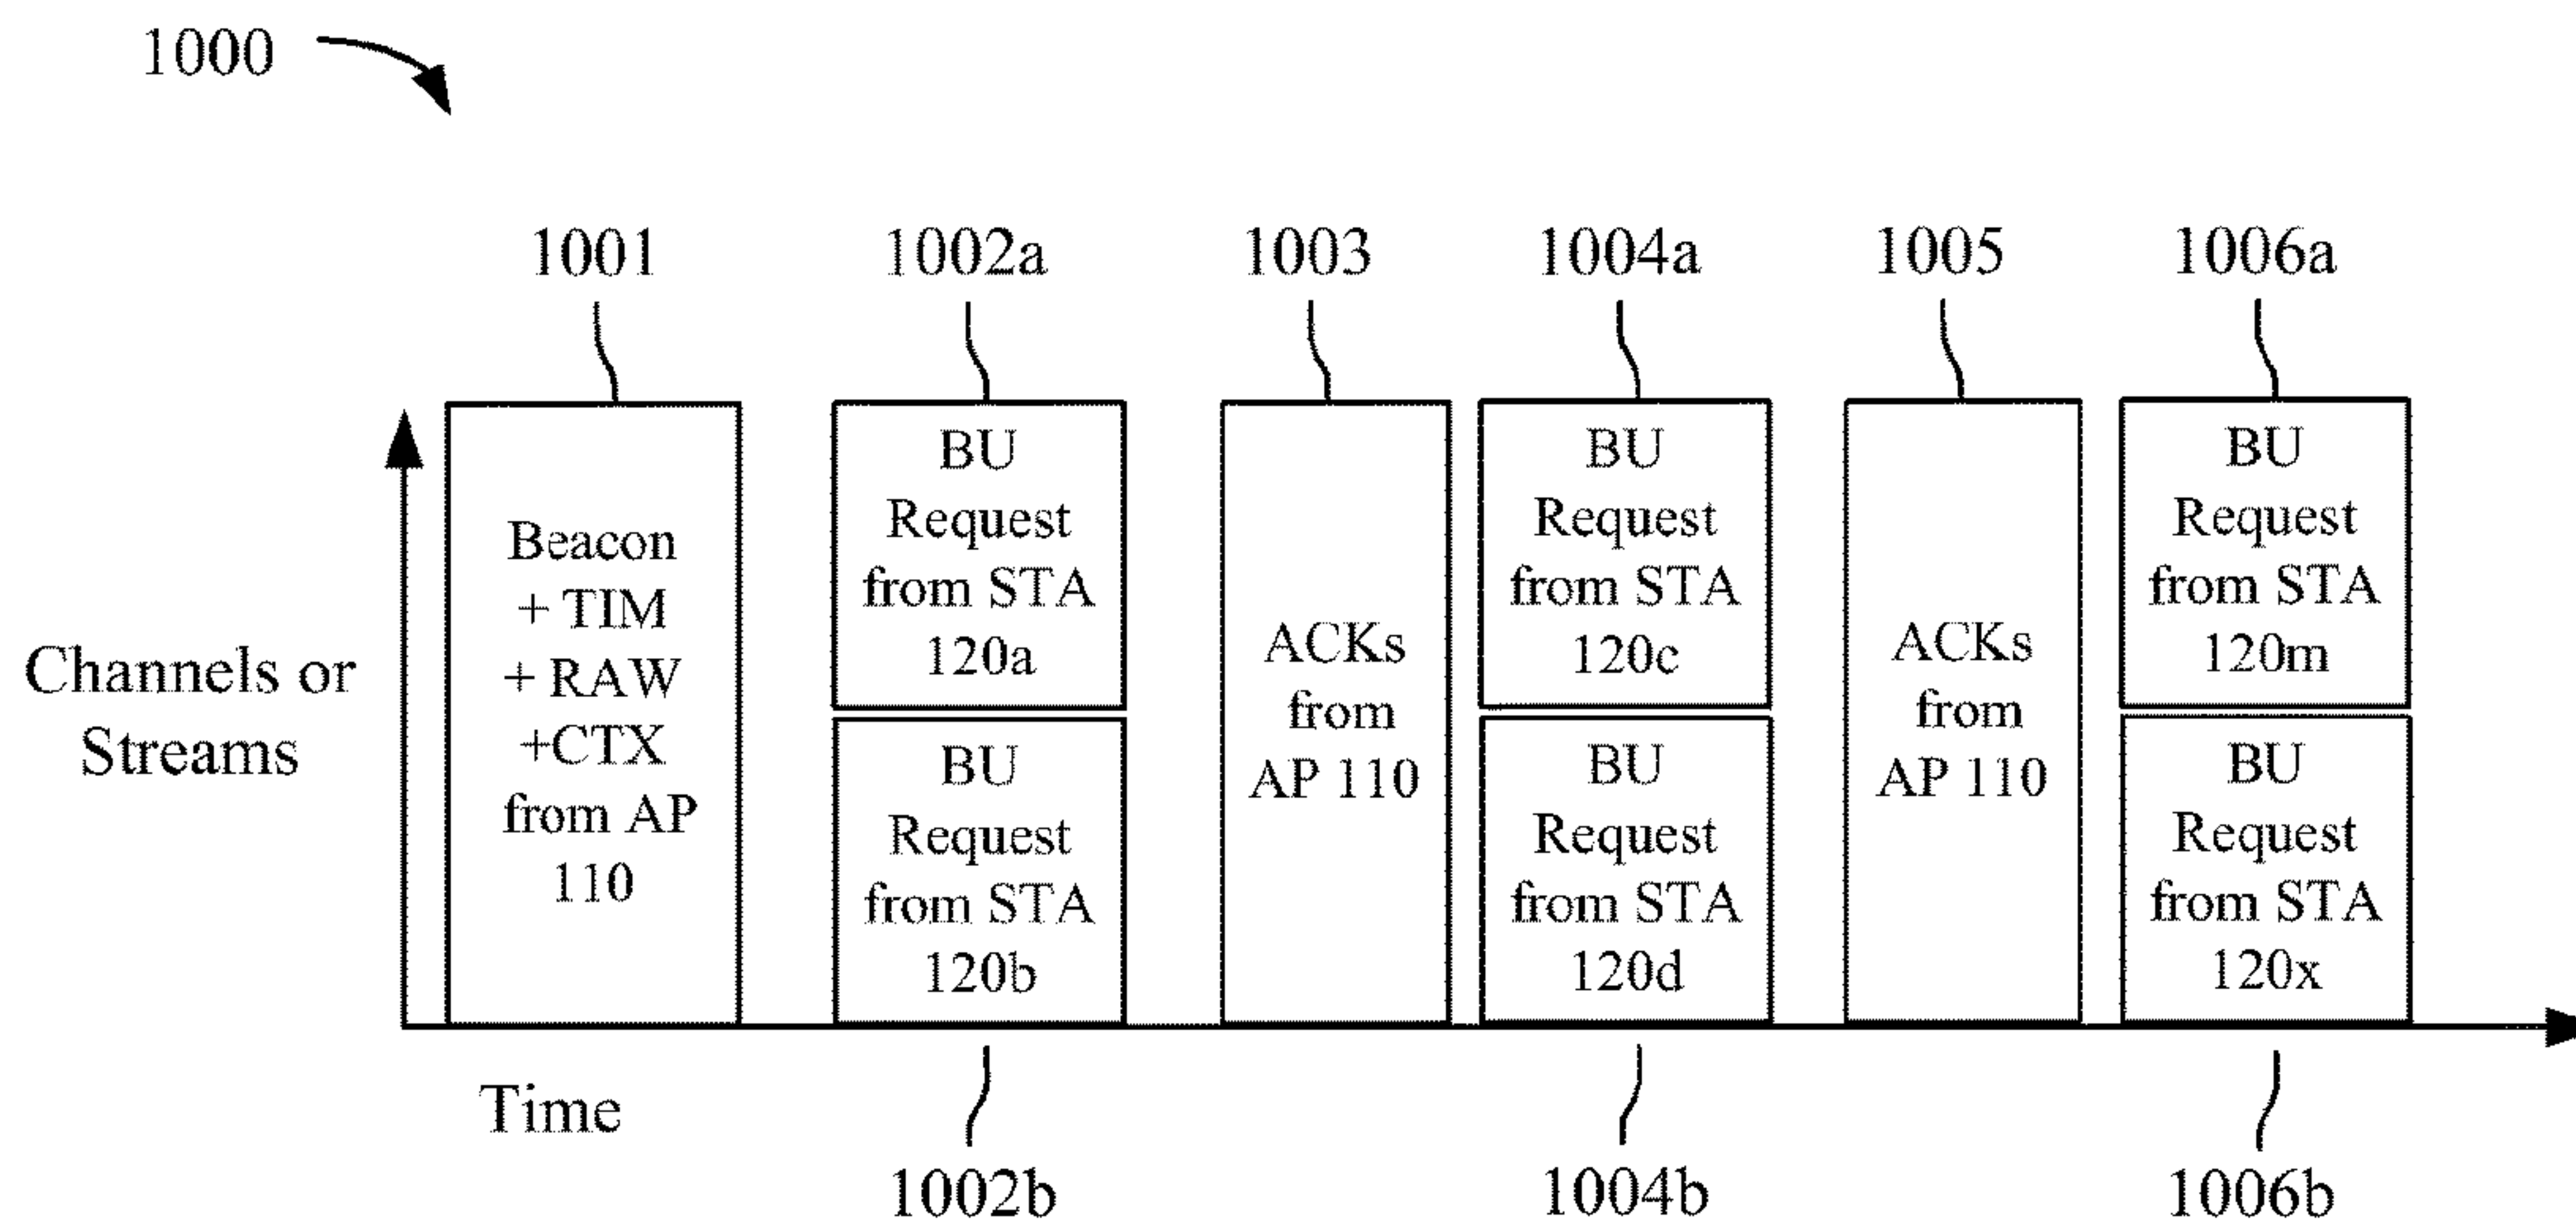 1000
1001
1002a
1003
1004a
1005
1006a
Channels or
Streams
Beacon
+ TIM
+ RAW
+CTX
from AP
110
BU
Request
from STA
120a
BU
Request
from STA
120b
ACKs
from
AP 110
BU
Request
from STA
120c
BU
Request
from STA
120d
ACKs
from
AP 110
BU
Request
from STA
120m
BU
Request
from STA
120x
Time
1002b
1004b
1006b